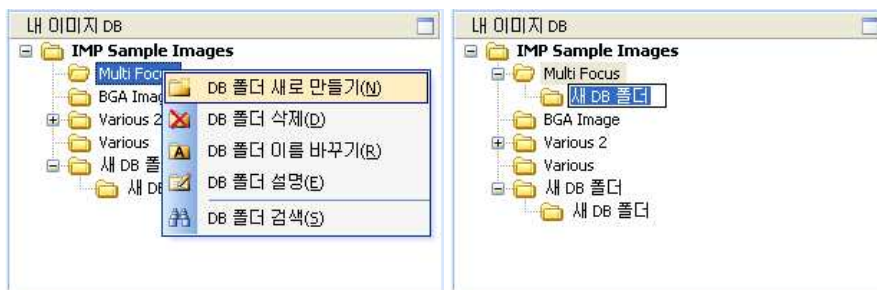 내 이미지 DB
IMP Sample Images
Multi Foc
BGA Imag
Various 2
Various
새 DB 폴
새 DB
DB 폴더 새로 만들기(N)
DB 폴더 삭제(D)
DB 폴더 이름 바꾸기(R)
DB 폴더 설명(E)
DB 폴더 검색(S)
내 이미지 DB
IMP Sample Images
Multi Focus
새 DB 폴더
BGA Image
Various 2
Various
새 DB 폴더
새 DB 폴더